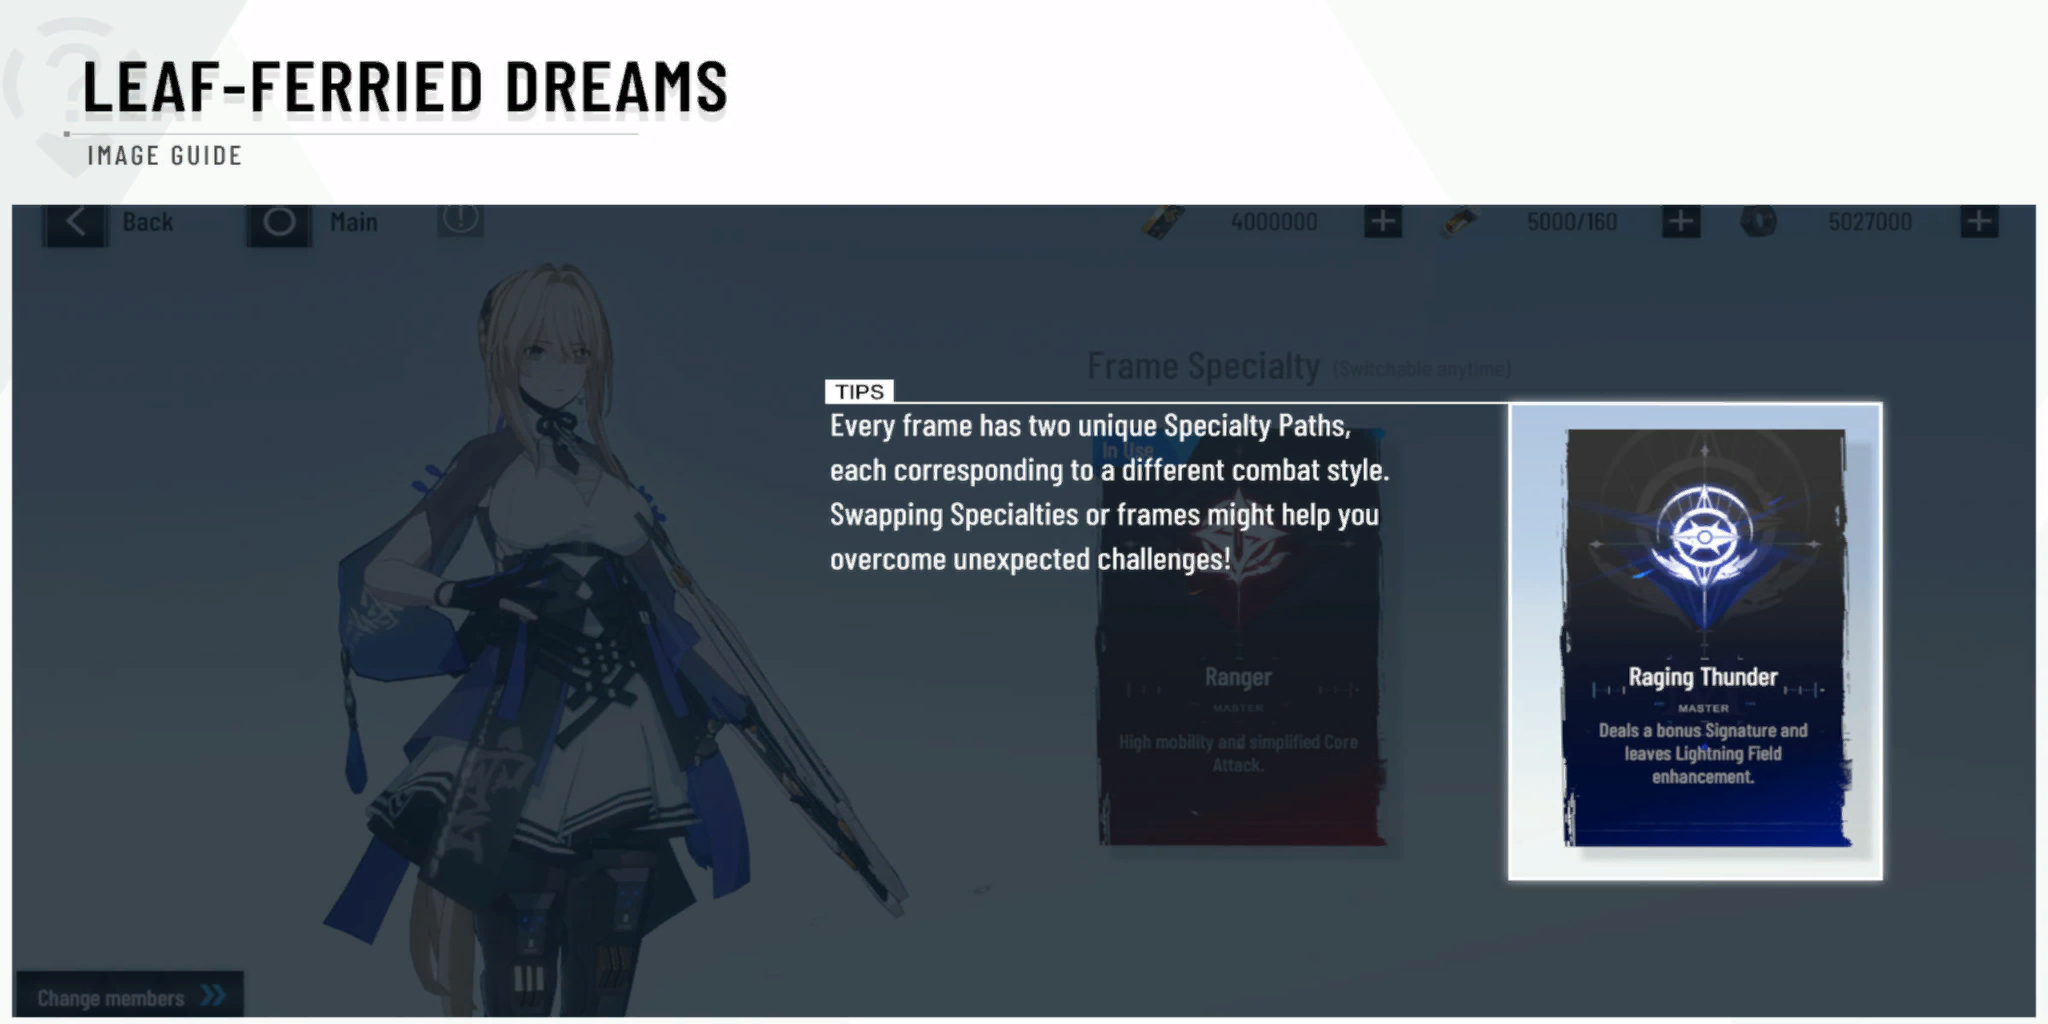 LEAF-FERRIED DREAMS
IMAGE GUIDE
Back
Main
4000000
5000/160
5027000
Frame Specialty (Switchable anytime)
TIPS
Every frame has two unique Specialty Paths,
each corresponding to a different combat style.
Swapping Specialties or frames might help you
overcome unexpected challenges!
In Use
Ranger
MASTER
High mobility and simplified Core
Attack.
Raging Thunder
MASTER
Deals a bonus Signature and
leaves Lightning Field
enhancement.
Change members